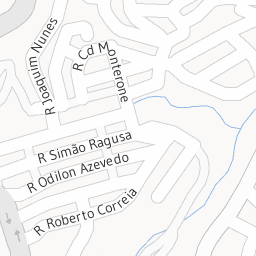 R Joaquim Nunes
R Cd Monterone
R Simão Ragusa
R Odilon Azevedo
R Roberto Correia